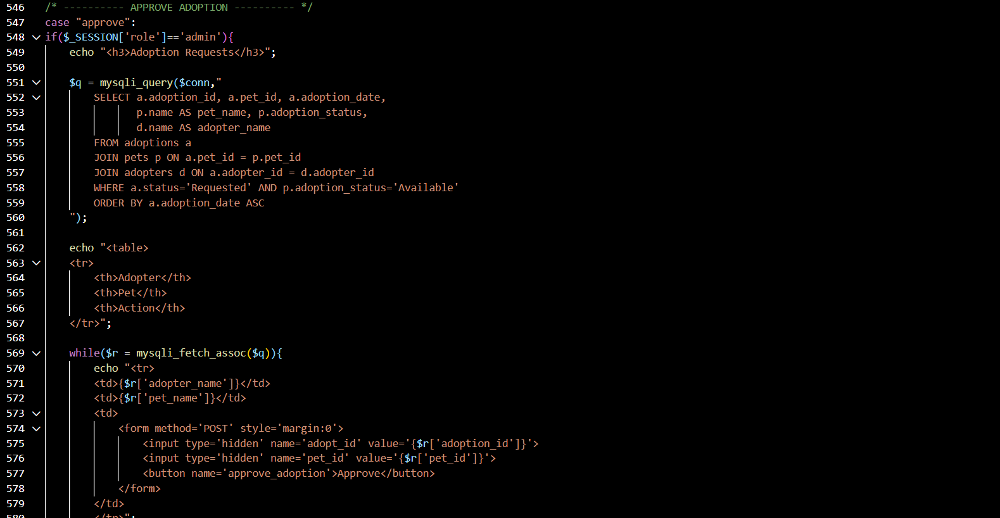 546 /* ---------- APPROVE ADOPTION ---------- */
547 case "approve":
548 if($_SESSION['role']=='admin'){
549     echo "<h3>Adoption Requests</h3>";
550
551     $q = mysqli_query($conn,"
552         SELECT a.adoption_id, a.pet_id, a.adoption_date,
553                p.name AS pet_name, p.adoption_status,
554                d.name AS adopter_name
555         FROM adoptions a
556         JOIN pets p ON a.pet_id = p.pet_id
557         JOIN adopters d ON a.adopter_id = d.adopter_id
558         WHERE a.status='Requested' AND p.adoption_status='Available'
559         ORDER BY a.adoption_date ASC
560     ");
561
562     echo "<table>
563     <tr>
564         <th>Adopter</th>
565         <th>Pet</th>
566         <th>Action</th>
567     </tr>";
568
569     while($r = mysqli_fetch_assoc($q)){
570         echo "<tr>
571         <td>{$r['adopter_name']}</td>
572         <td>{$r['pet_name']}</td>
573         <td>
574             <form method='POST' style='margin:0'>
575                 <input type='hidden' name='adopt_id' value='{$r['adoption_id']}'>
576                 <input type='hidden' name='pet_id' value='{$r['pet_id']}'>
577                 <button name='approve_adoption'>Approve</button>
578             </form>
579         </td>
580         </tr>";